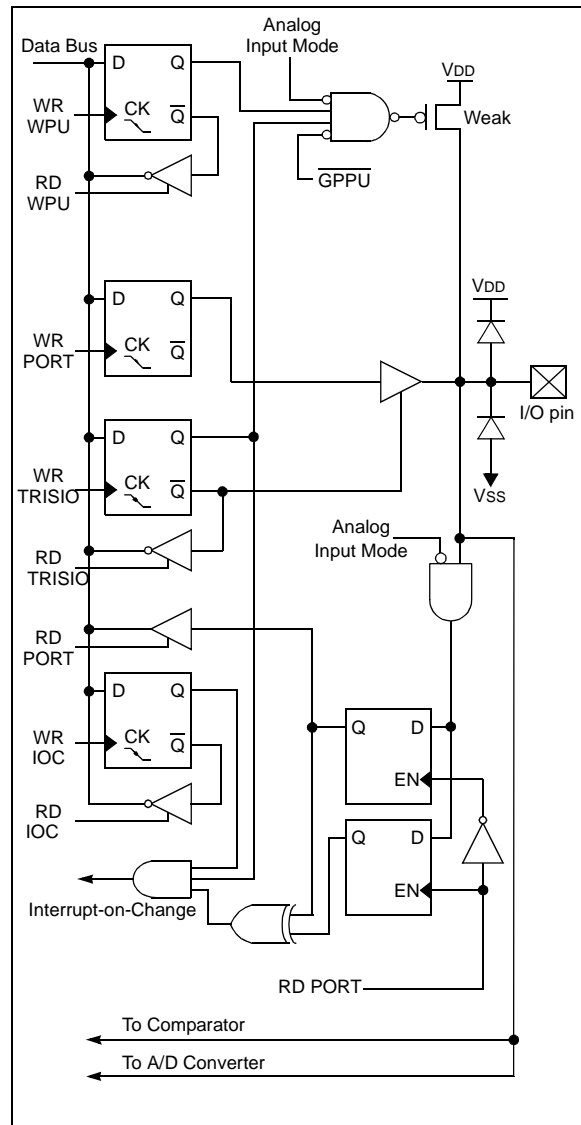 Analog
Input Mode
Data Bus
D Q
VDD
WR
WPU
CK
Q̅
Weak
RD
WPU
G̅P̅P̅U̅
D Q
VDD
WR
PORT
CK
Q̅
I/O pin
D Q
WR
TRISIO
CK
Q̅
VSS
Analog
Input Mode
RD
TRISIO
RD
PORT
D Q
Q D
WR
IOC
CK
Q̅
EN
RD
IOC
Q D
EN
Interrupt-on-Change
RD PORT
To Comparator
To A/D Converter